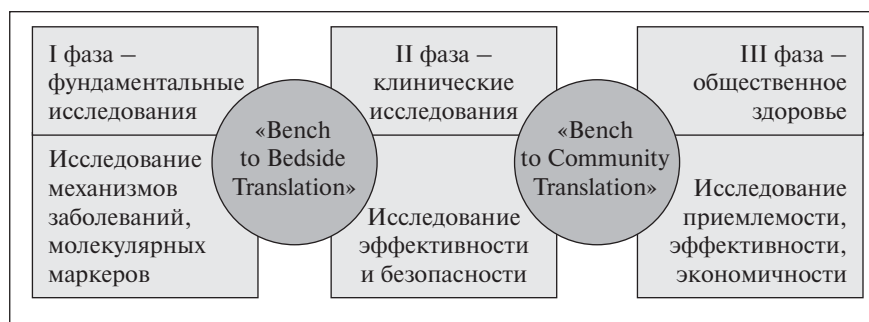 I фаза –
фундаментальные
исследования
Исследование
механизмов
заболеваний,
молекулярных
маркеров
«Bench
to Bedside
Translation»
II фаза –
клинические
исследования
Исследование
эффективности
и безопасности
«Bench
to Community
Translation»
III фаза –
общественное
здоровье
Исследование
приемлемости,
эффективности,
экономичности